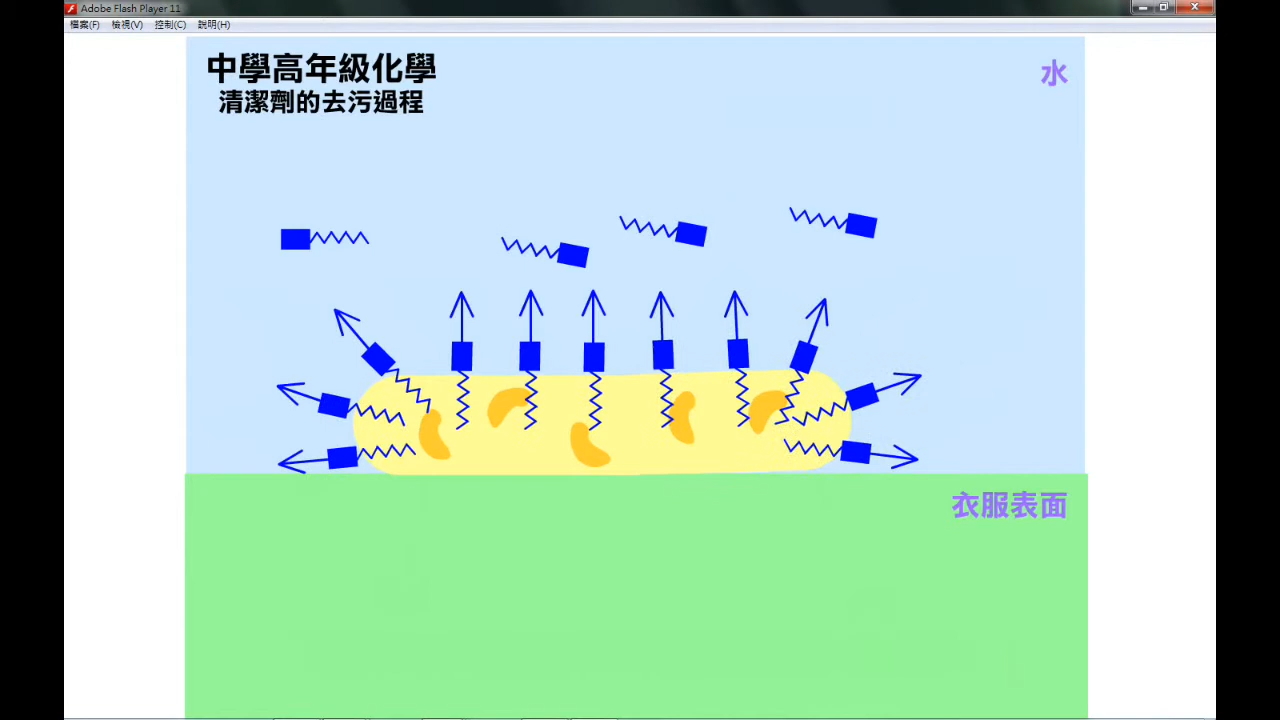 Adobe Flash Player 11
檔案(F) 檢視(V) 控制(C) 說明(H)
中學高年級化學
清潔劑的去污過程
水
衣服表面